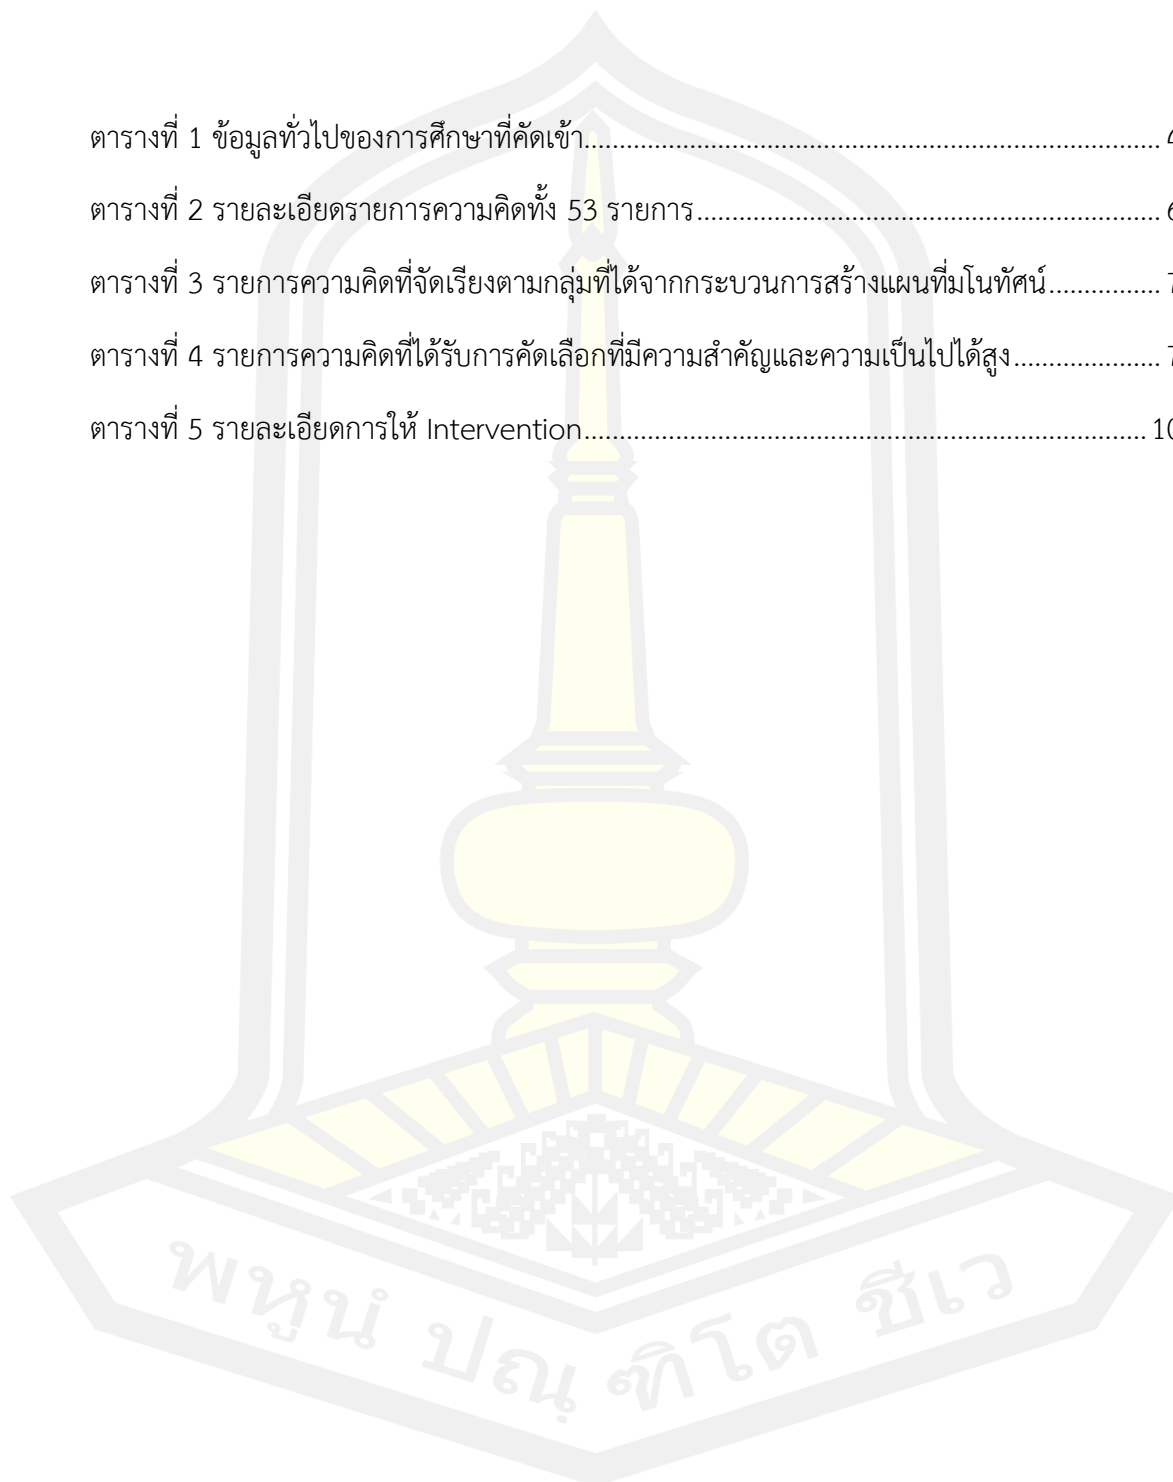 ตารางที่ 1 ข้อมูลทั่วไปของการศึกษาที่คัดเข้า
ตารางที่ 2 รายละเอียดรายการความคิดทั้ง 53 รายการ
ตารางที่ 3 รายการความคิดที่จัดเรียงตามกลุ่มที่ได้จากกระบวนการสร้างแผนที่มโนทัศน์
ตารางที่ 4 รายการความคิดที่ได้รับการคัดเลือกที่มีความสำคัญและความเป็นไปได้สูง
ตารางที่ 5 รายละเอียดการให้ Intervention
พหูนํ ปณฺฑิโต ชีเว